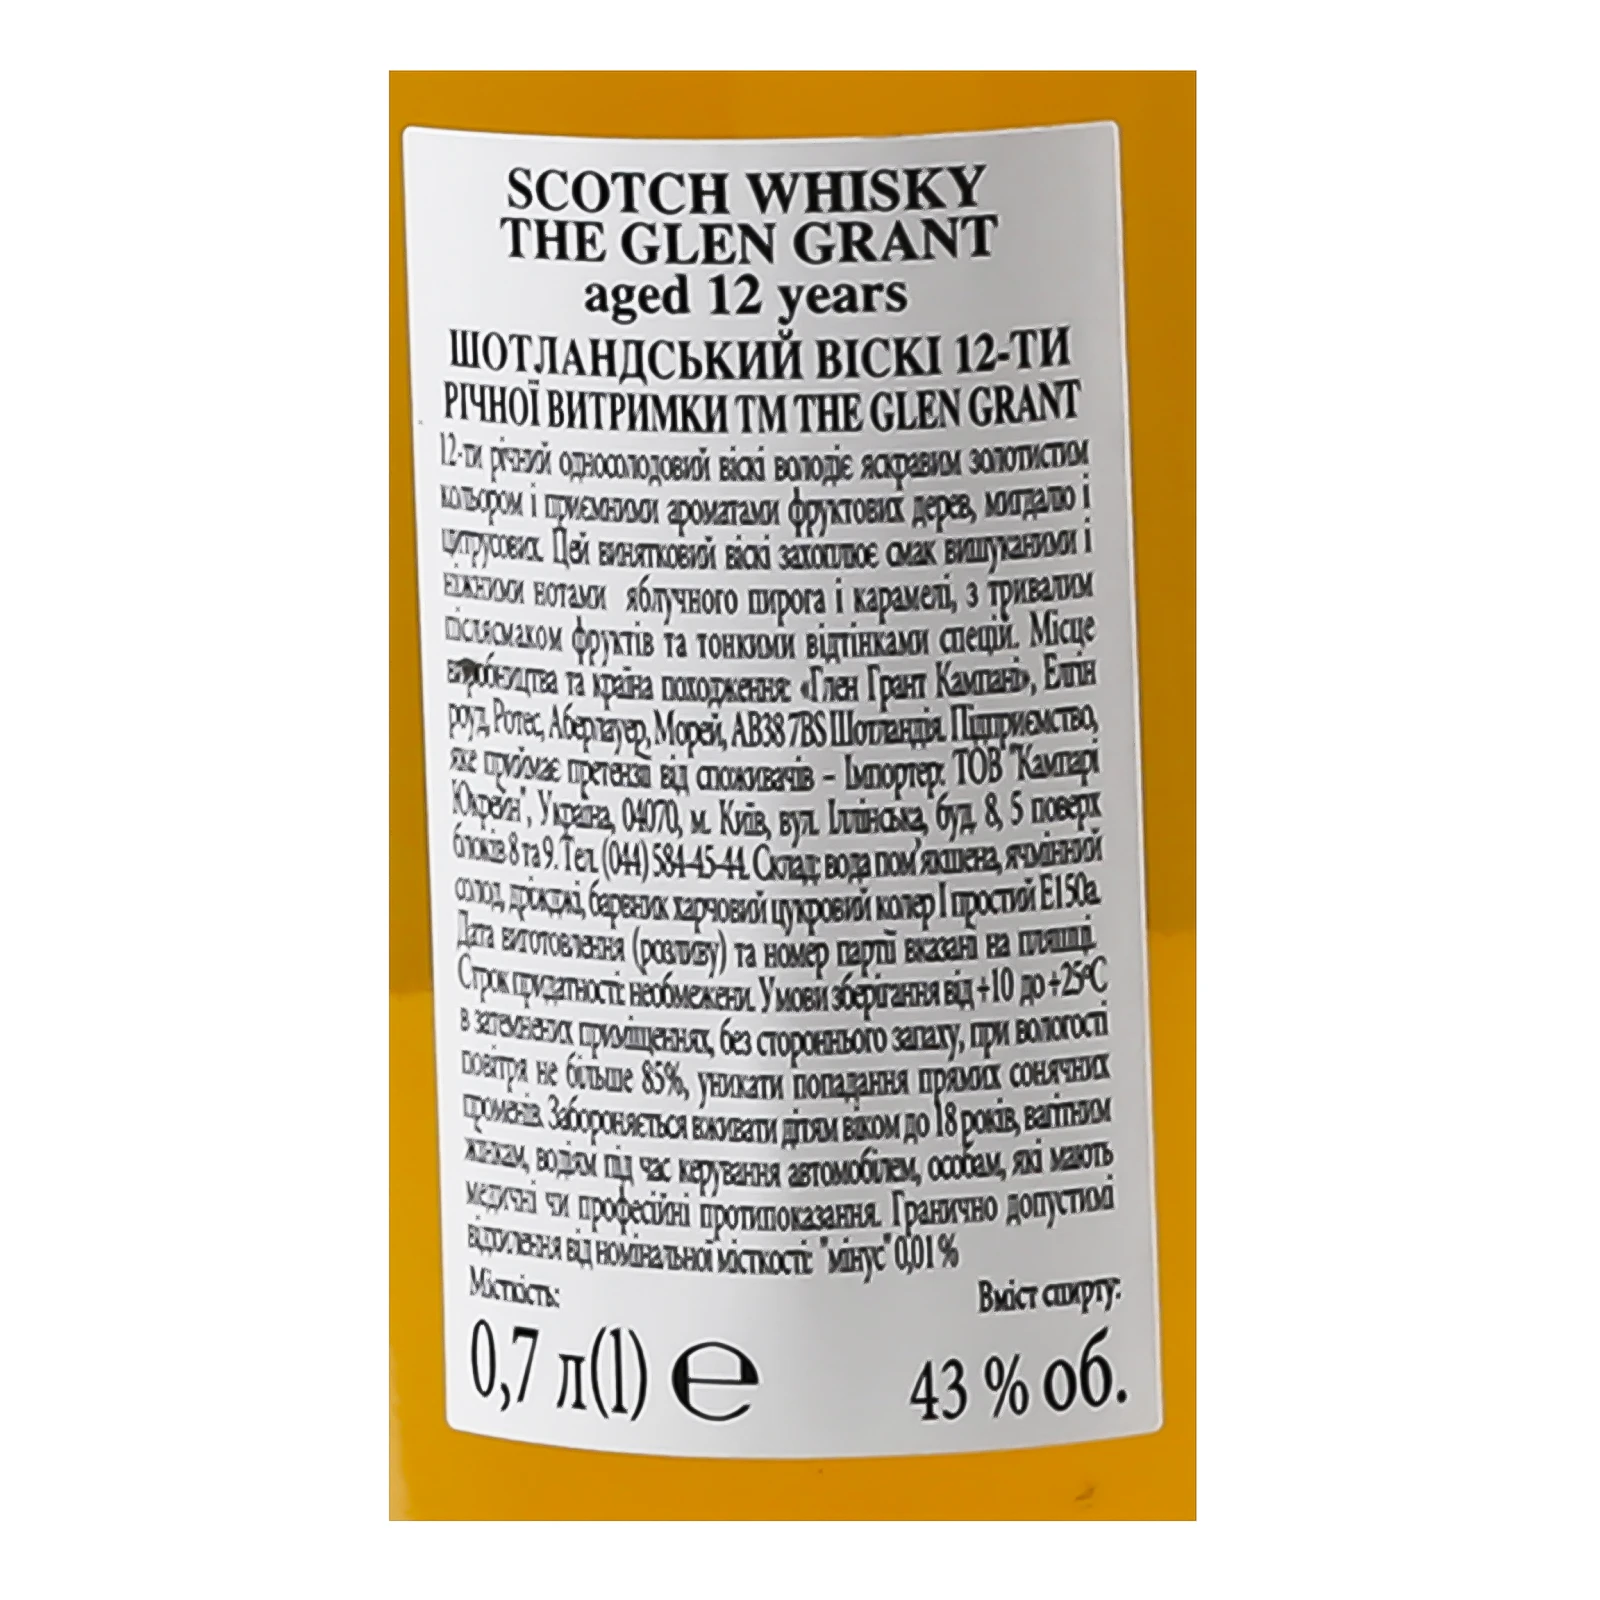 SCOTCH WHISKY
THE GLEN GRANT
aged 12 years
ШОТЛАНДСЬКИЙ ВІСКІ 12-ТИ
РІЧНОЇ ВИТРИМКИ ТМ THE GLEN GRANT
12-ти річний односолодовий віскі володіє яскравим золотистим
кольором і приємними ароматами фруктових дерев, мигдалю і
цитрусових. Цей винятковий віскі захоплює смак вишуканими і
ніжними нотами яблучного пирога і карамелі, з тривалим
післясмаком фруктів та тонкими відтінками спецій. Місце
виробництва та країна походження: «Глен Грант Кампані», Елгін
роуд, Ротес, Аберлауер, Морей, AB38 7BS Шотландія. Підприємство,
яке приймає претензії від споживачів – Імпортер: ТОВ "Кампарі
Юкрейн", Україна, 04070, м. Київ, вул. Іллінська, буд. 8, 5 поверх
блоків 8 та 9. Тел. (044) 584-45-44. Склад: вода пом'якшена, ячмінний
солод, дріжджі, барвник харчовий цукровий колер I простий E150a.
Дата виготовлення (розливу) та номер партії вказані на пляшці.
Строк придатності: необмежени. Умови зберігання від +10 до +25°C
в затемнених приміщеннях, без стороннього запаху, при вологості
повітря не більше 85%, уникати попадання прямих сонячних
променів. Забороняється вживати дітям віком до 18 років, вагітним
жінкам, водіям під час керування автомобілем, особам, які мають
медичні чи професійні протипоказання. Гранично допустимі
відхилення від номінальної місткості: "мінус" 0,01 %
Місткість: Вміст спирту:
0,7 л(l) ℮ 43 % об.